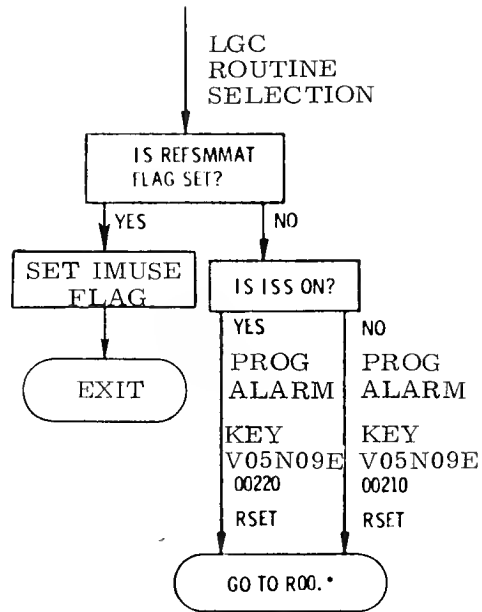 LGC
ROUTINE
SELECTION
IS REFSMMAT
FLAG SET?
YES
NO
SET IMUSE
FLAG
IS ISS ON?
EXIT
YES
NO
PROG
ALARM
PROG
ALARM
KEY
V05N09E
00220
KEY
V05N09E
00210
RSET
RSET
GO TO R00.*